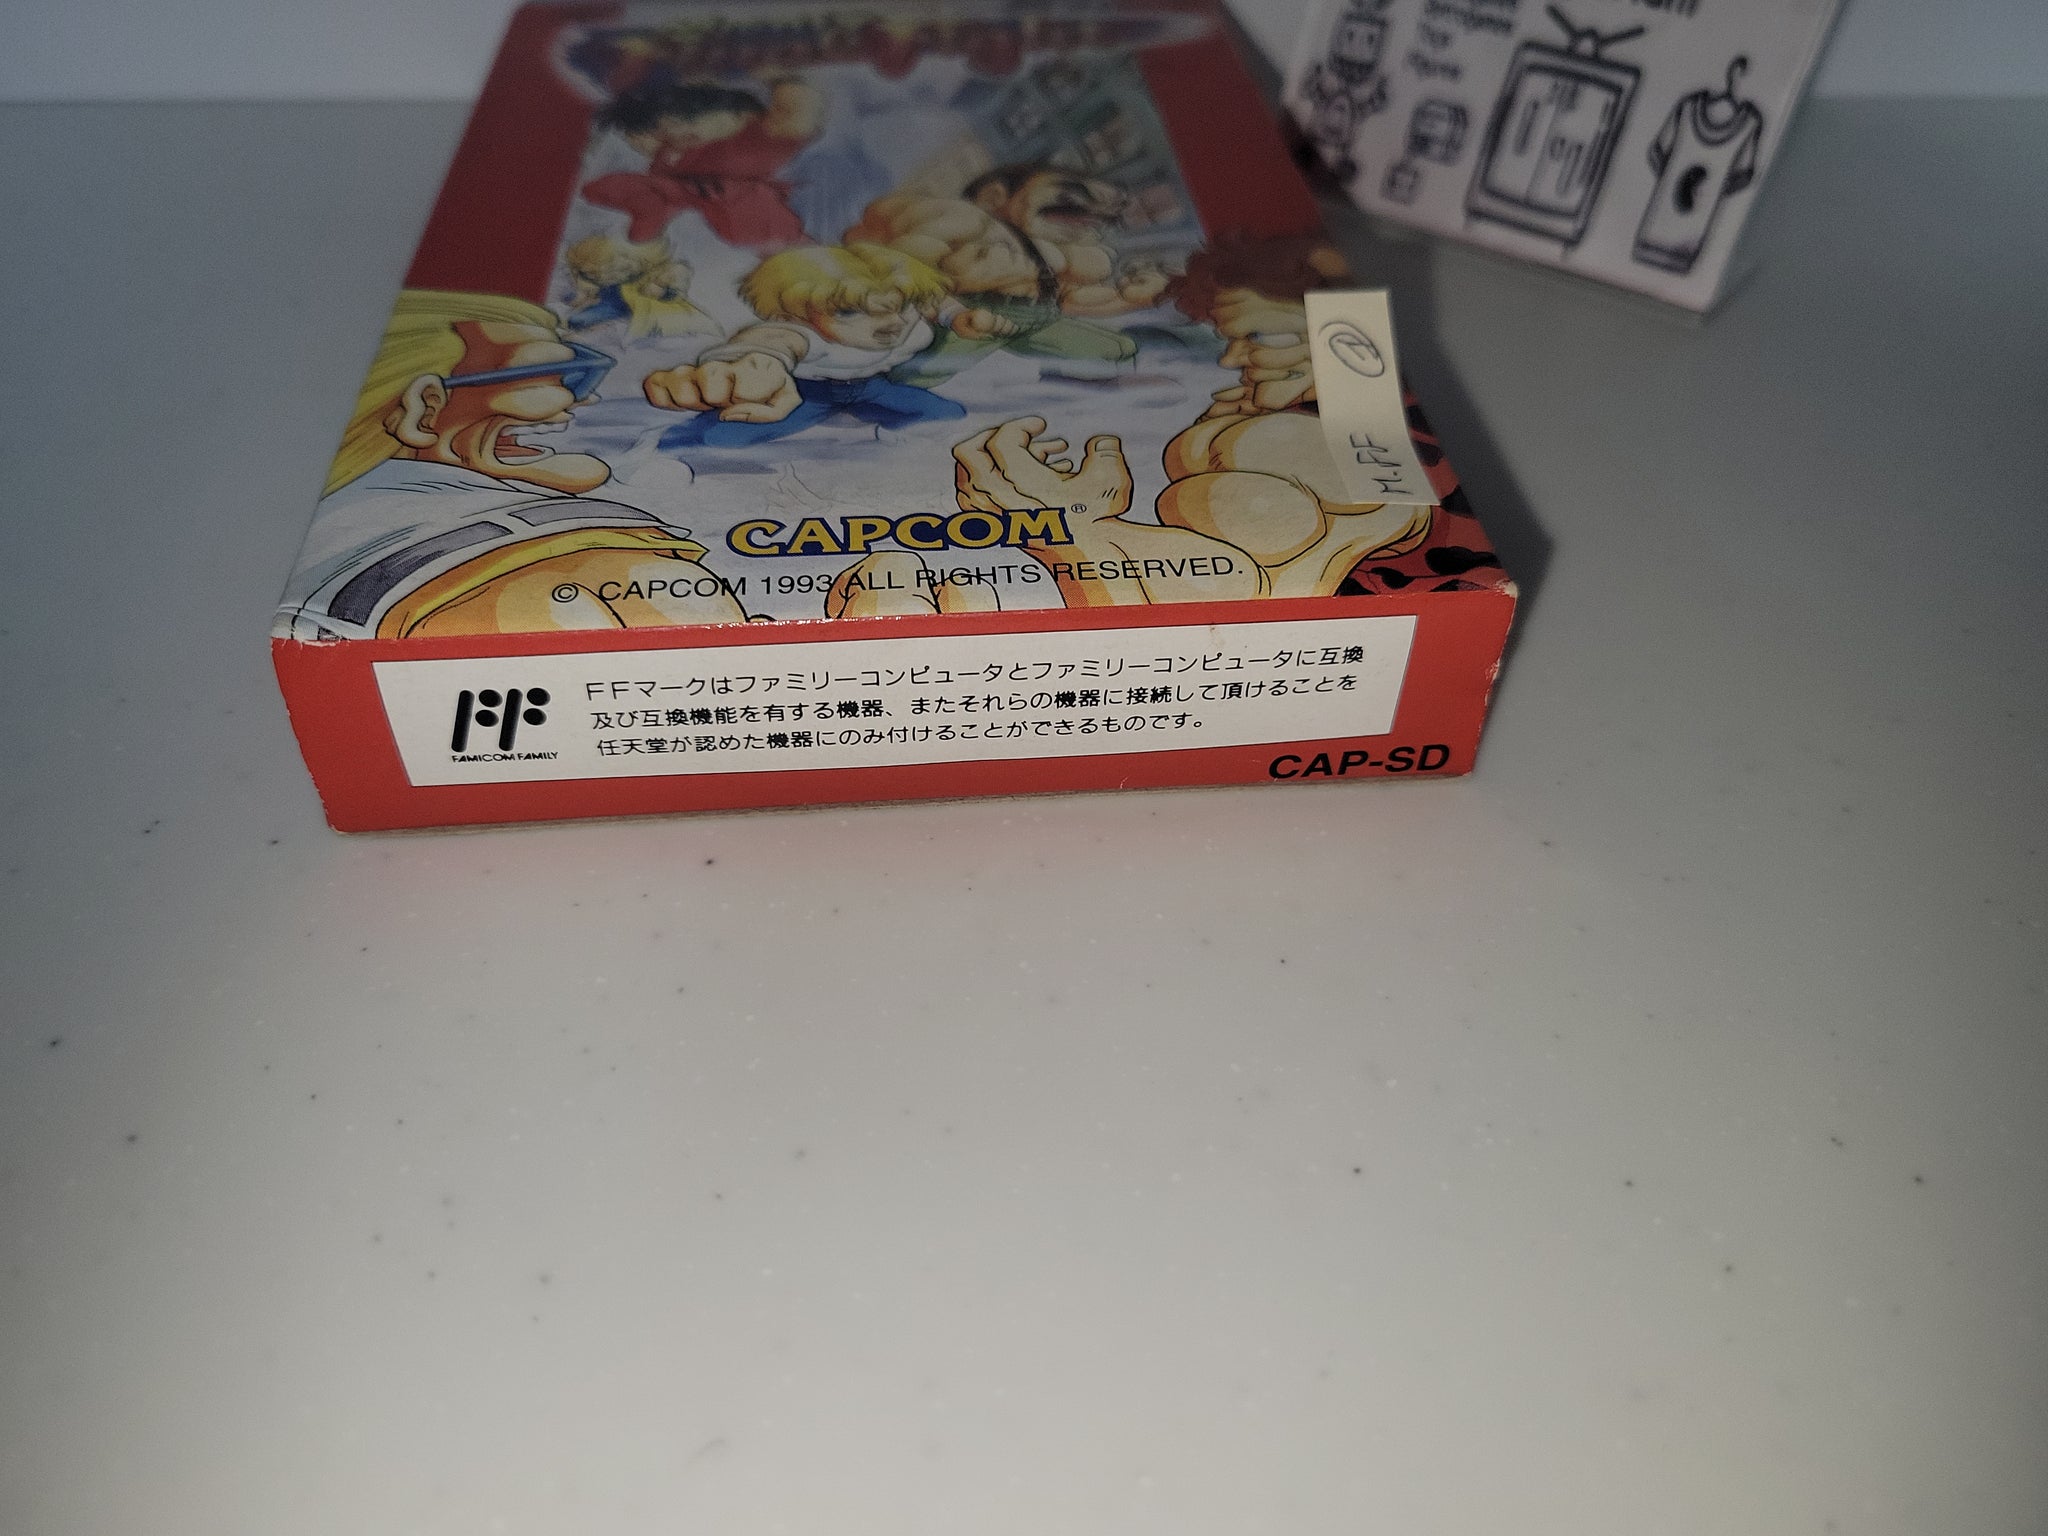 日
② 
M.FF
CAPCOM®
© CAPCOM 1993 ALL RIGHTS RESERVED.
FFマークはファミリーコンピュータとファミリーコンピュータに互換
及び互換機能を有する機器、またそれらの機器に接続して頂けることを
任天堂が認めた機器にのみ付けることができるものです。
FAMICOM FAMILY
CAP-SD